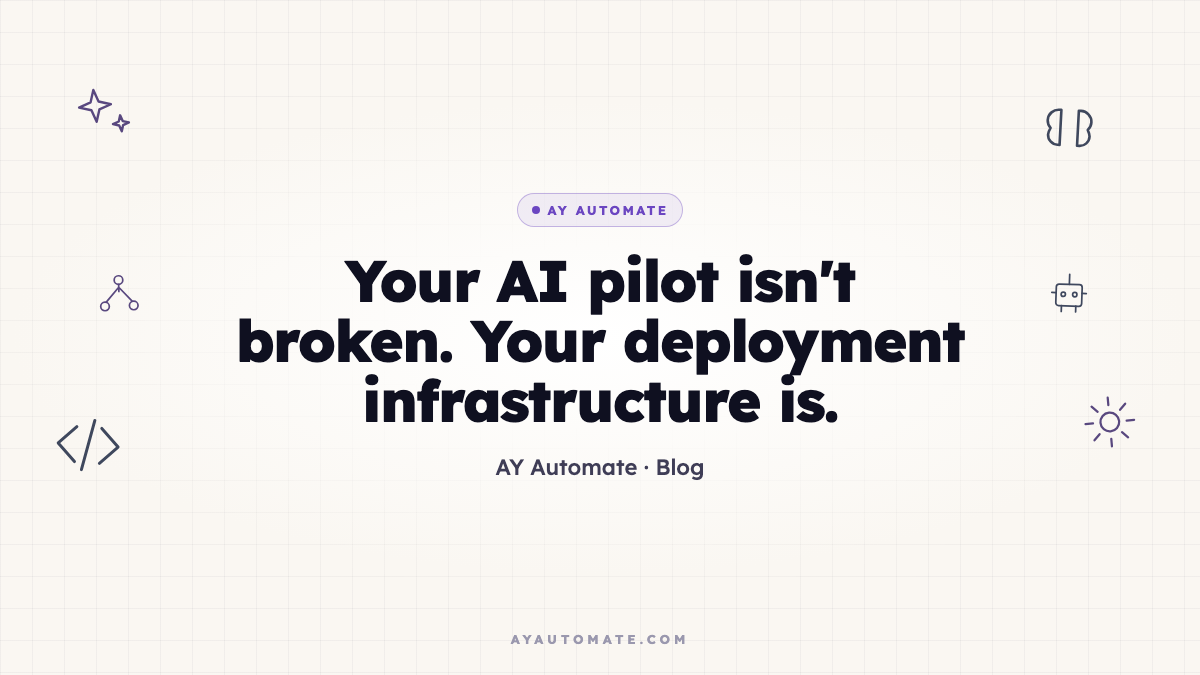 AY AUTOMATE
Your AI pilot isn't
broken. Your deployment
infrastructure is.
AY Automate · Blog
AYAUTOMATE.COM